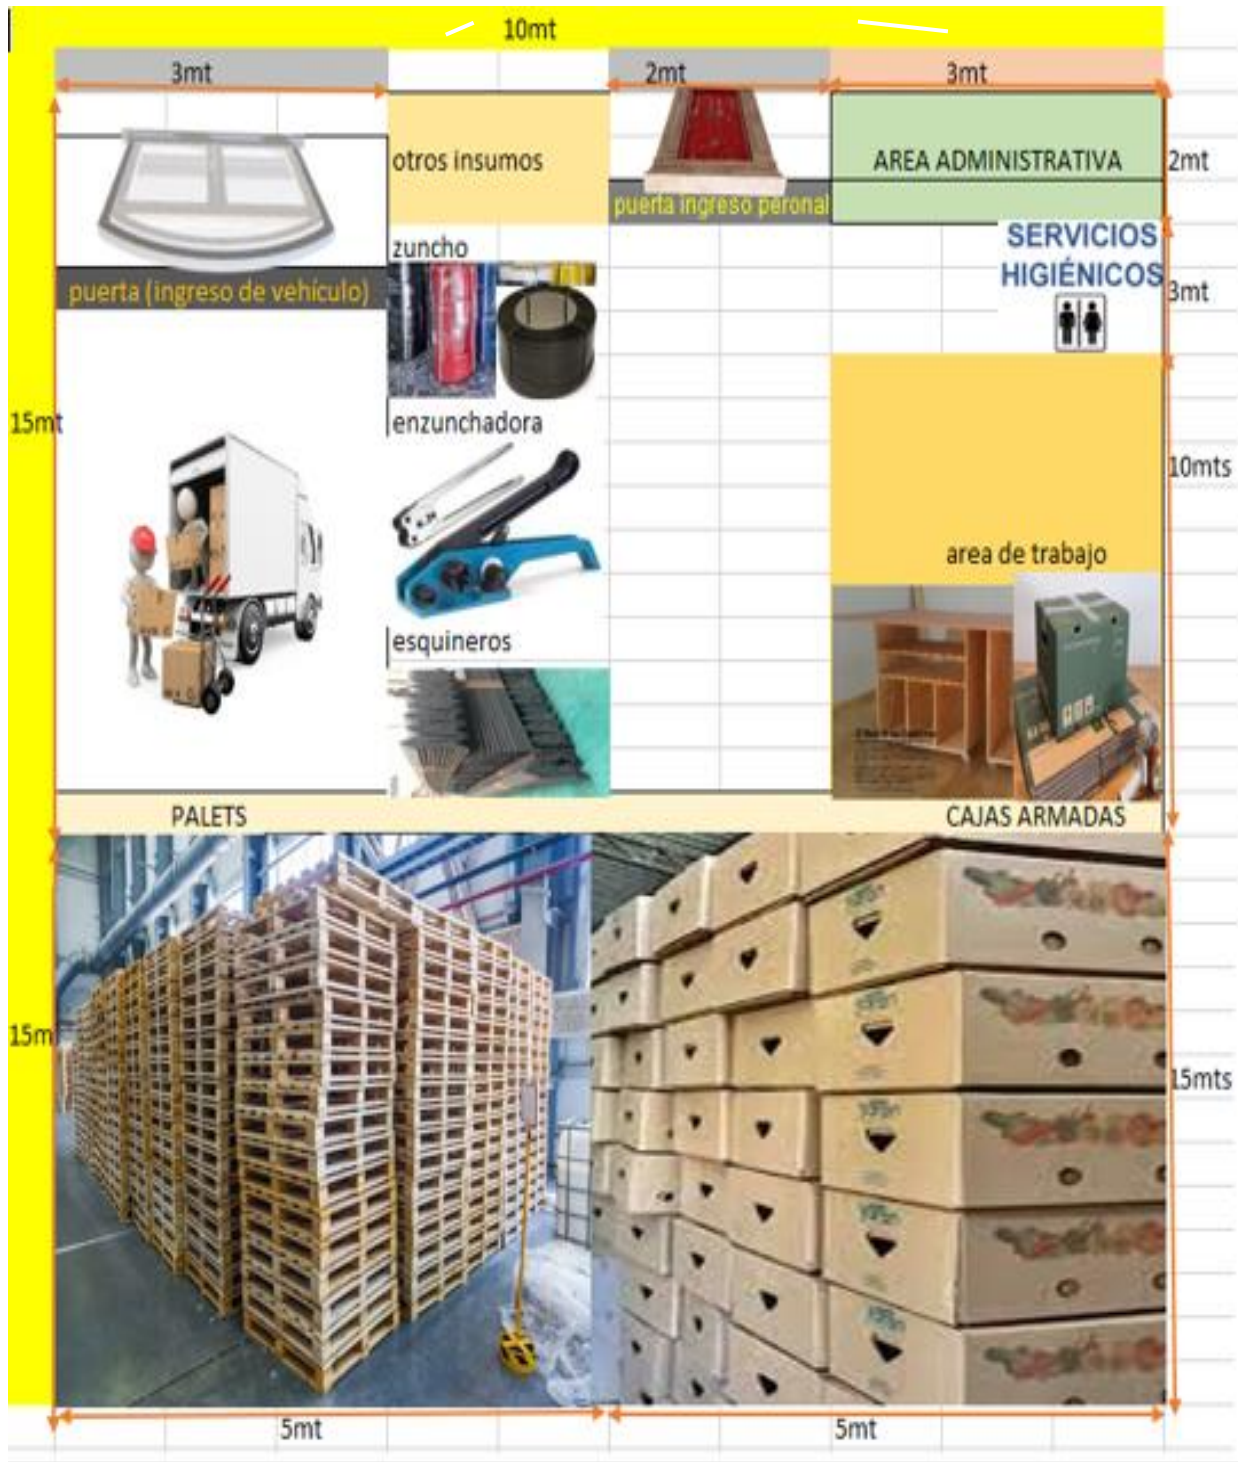 10mt
3mt
2mt
3mt
otros insumos
AREA ADMINISTRATIVA
2mt
puerta ingreso peronal
zuncho
SERVICIOS
HIGIÉNICOS
3mt
puerta (ingreso de vehículo)
15mt
enzunchadora
10mts
area de trabajo
esquineros
PALETS
CAJAS ARMADAS
15m
15mts
5mt
5mt